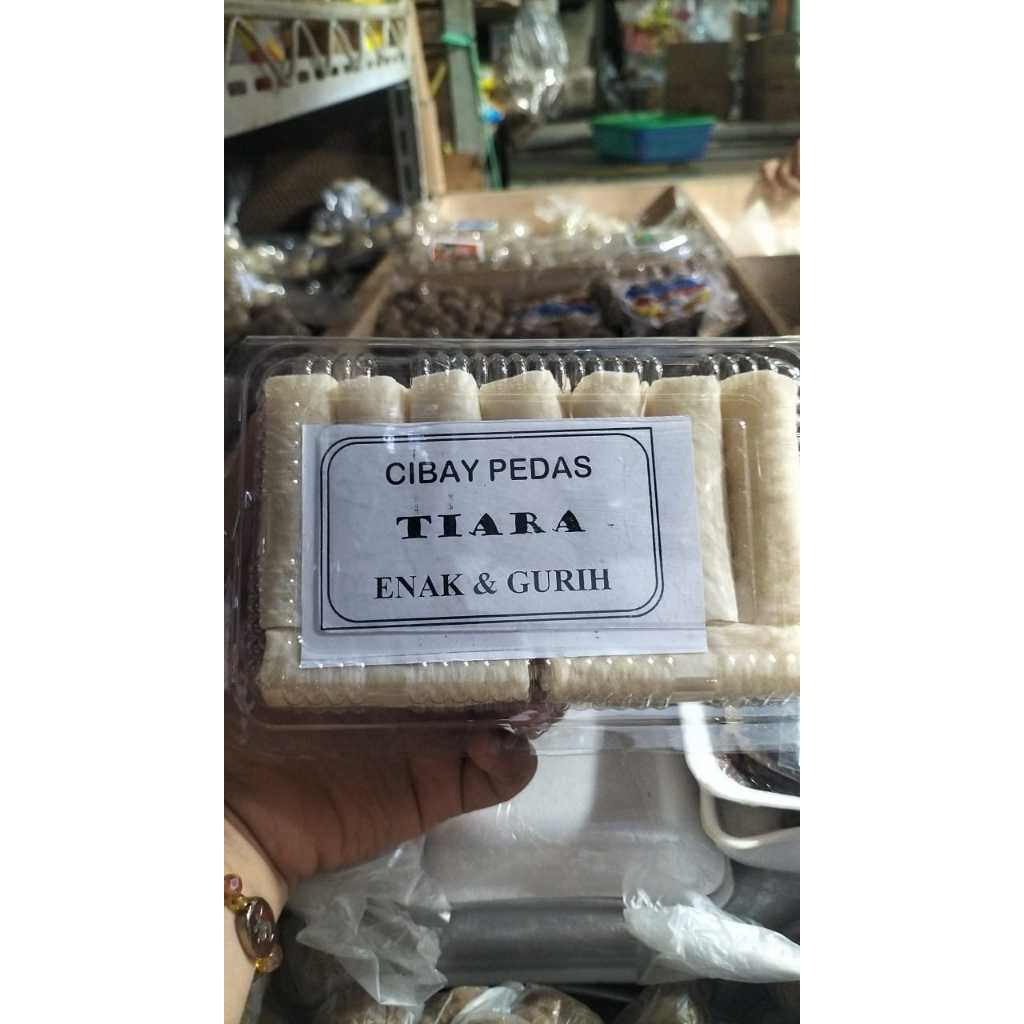 CIBAY PEDAS
TIARA
ENAK & GURIH